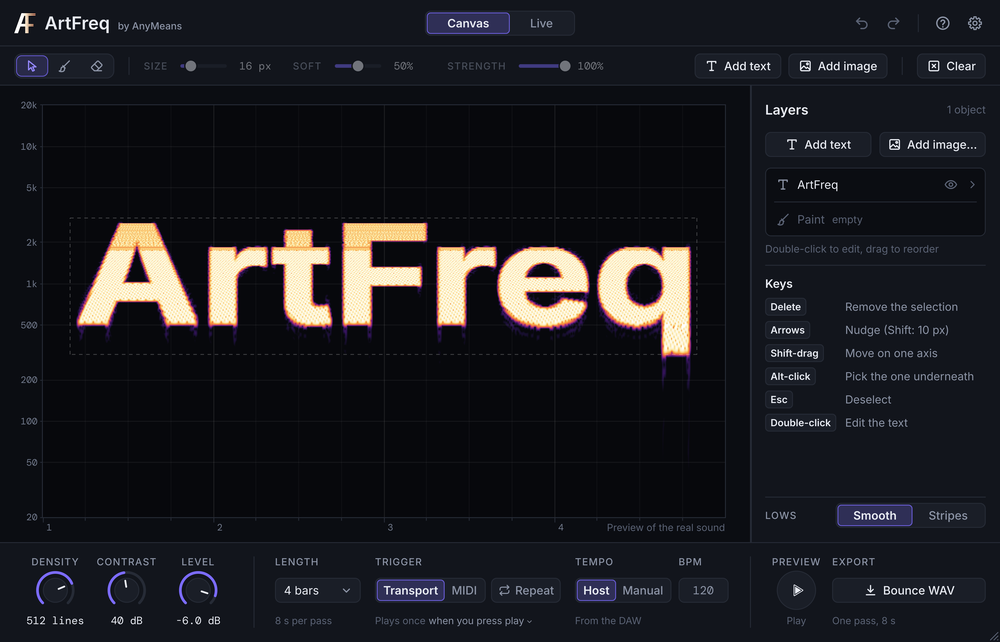 ArtFreq by AnyMeans
Canvas Live
SIZE 16 px SOFT 50% STRENGTH 100%
Add text Add image Clear
20k
10k
5k
2k
1k
500
200
100
50
20
ArtFreq
1 2 3 4 Preview of the real sound
Layers 1 object
Add text Add image...
ArtFreq
Paint empty
Double-click to edit, drag to reorder
Keys
Delete Remove the selection
Arrows Nudge (Shift: 10 px)
Shift-drag Move on one axis
Alt-click Pick the one underneath
Esc Deselect
Double-click Edit the text
LOWS Smooth Stripes
DENSITY CONTRAST LEVEL LENGTH TRIGGER TEMPO BPM PREVIEW EXPORT
4 bars Transport MIDI Repeat Host Manual 120 Bounce WAV
512 lines 40 dB -6.0 dB 8 s per pass Plays once when you press play From the DAW Play One pass, 8 s